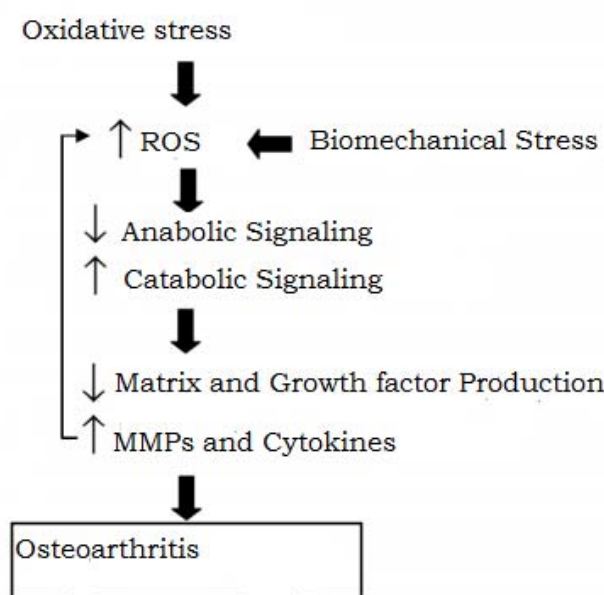 Oxidative stress
↑ ROS
Biomechanical Stress
↓ Anabolic Signaling
↑ Catabolic Signaling
↓ Matrix and Growth factor Production
↑ MMPs and Cytokines
Osteoarthritis